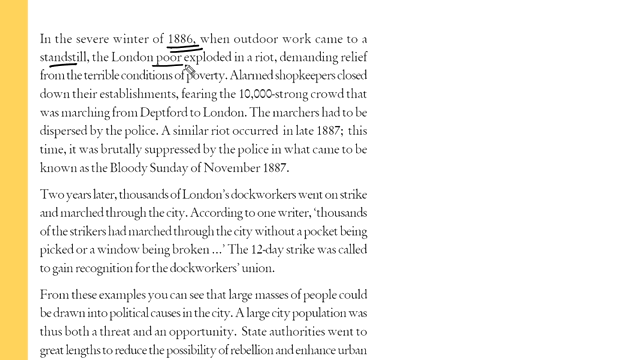 In the severe winter of 1886, when outdoor work came to a
standstill, the London poor exploded in a riot, demanding relief
from the terrible conditions of poverty. Alarmed shopkeepers closed
down their establishments, fearing the 10,000-strong crowd that
was marching from Deptford to London. The marchers had to be
dispersed by the police. A similar riot occurred in late 1887; this
time, it was brutally suppressed by the police in what came to be
known as the Bloody Sunday of November 1887.
Two years later, thousands of London's dockworkers went on strike
and marched through the city. According to one writer, 'thousands
of the strikers had marched through the city without a pocket being
picked or a window being broken ...' The 12-day strike was called
to gain recognition for the dockworkers' union.
From these examples you can see that large masses of people could
be drawn into political causes in the city. A large city population was
thus both a threat and an opportunity. State authorities went to
great lengths to reduce the possibility of rebellion and enhance urban